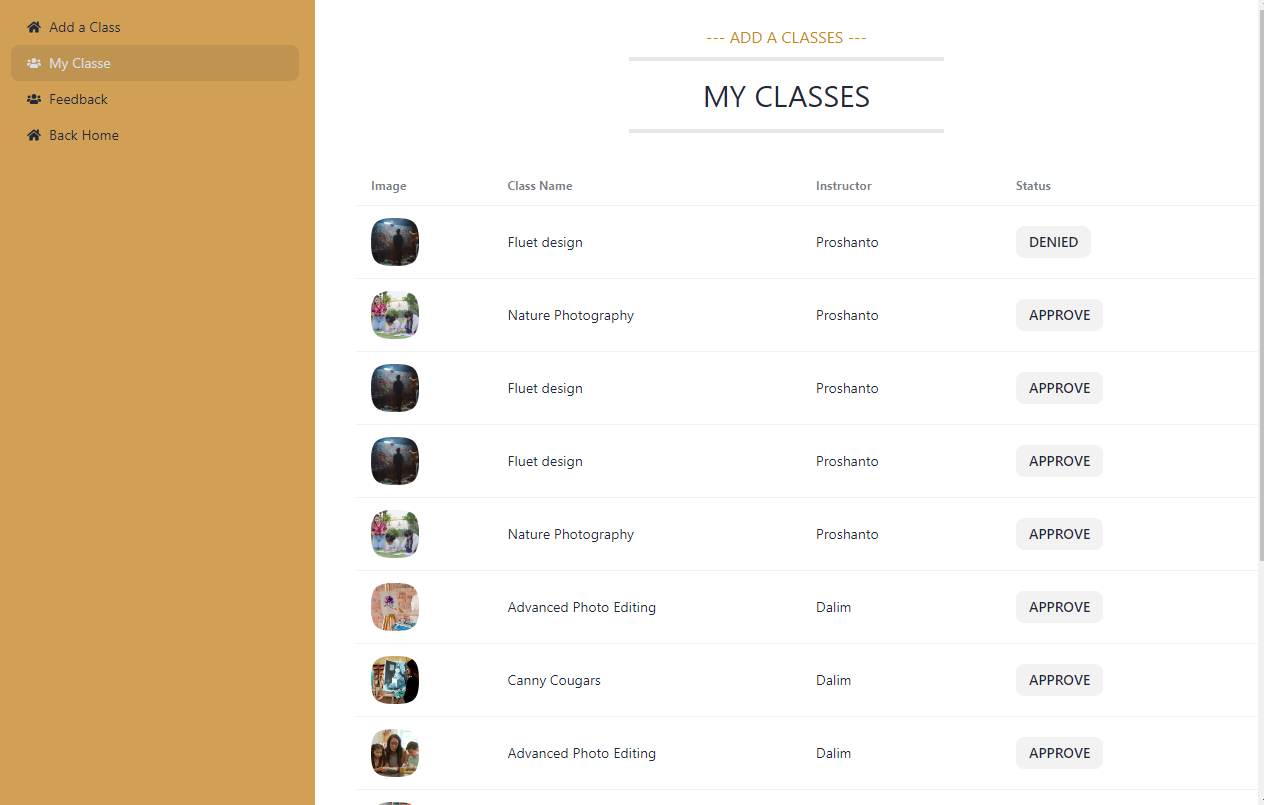 Add a Class
My Classe
Feedback
Back Home
--- ADD A CLASSES ---
MY CLASSES
Image Class Name Instructor Status
Fluet design Proshanto DENIED
Nature Photography Proshanto APPROVE
Fluet design Proshanto APPROVE
Fluet design Proshanto APPROVE
Nature Photography Proshanto APPROVE
Advanced Photo Editing Dalim APPROVE
Canny Cougars Dalim APPROVE
Advanced Photo Editing Dalim APPROVE